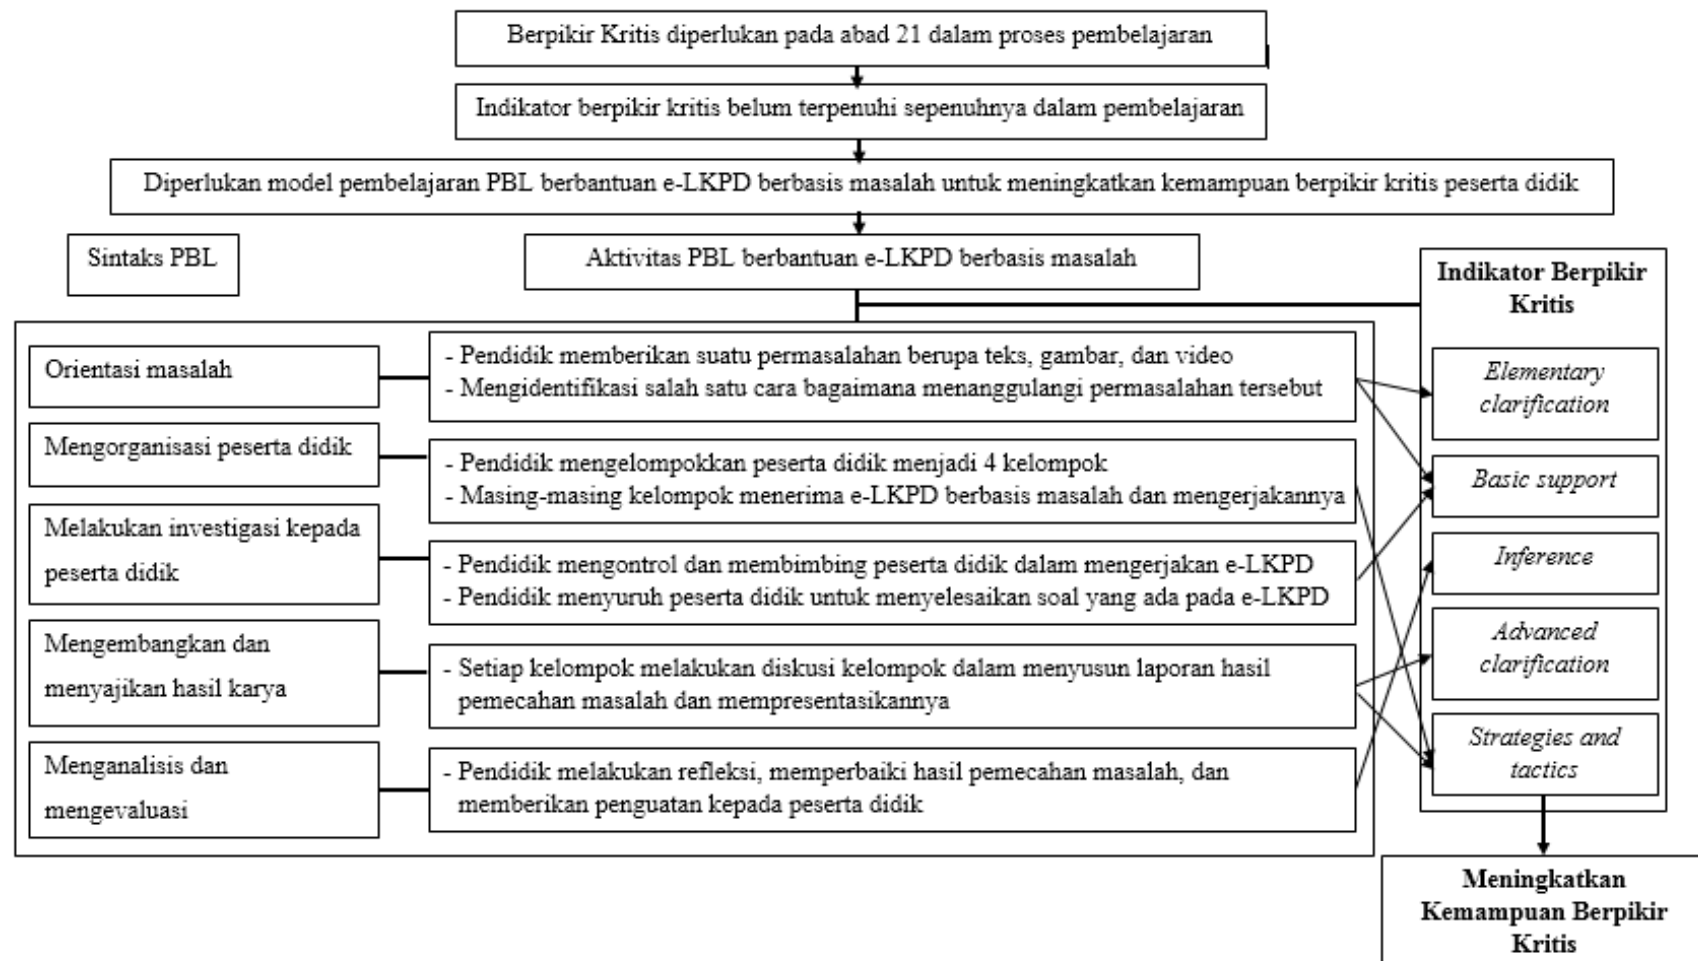 Berpikir Kritis diperlukan pada abad 21 dalam proses pembelajaran
Indikator berpikir kritis belum terpenuhi sepenuhnya dalam pembelajaran
Diperlukan model pembelajaran PBL berbantuan e-LKPD berbasis masalah untuk meningkatkan kemampuan berpikir kritis peserta didik
Sintaks PBL
Aktivitas PBL berbantuan e-LKPD berbasis masalah
Orientasi masalah
- Pendidik memberikan suatu permasalahan berupa teks, gambar, dan video
- Mengidentifikasi salah satu cara bagaimana menanggulangi permasalahan tersebut
Mengorganisasi peserta didik
- Pendidik mengelompokkan peserta didik menjadi 4 kelompok
- Masing-masing kelompok menerima e-LKPD berbasis masalah dan mengerjakannya
Melakukan investigasi kepada
peserta didik
- Pendidik mengontrol dan membimbing peserta didik dalam mengerjakan e-LKPD
- Pendidik menyuruh peserta didik untuk menyelesaikan soal yang ada pada e-LKPD
Mengembangkan dan
menyajikan hasil karya
- Setiap kelompok melakukan diskusi kelompok dalam menyusun laporan hasil
pemecahan masalah dan mempresentasikannya
Menganalisis dan
mengevaluasi
- Pendidik melakukan refleksi, memperbaiki hasil pemecahan masalah, dan
memberikan penguatan kepada peserta didik
Indikator Berpikir
Kritis
Elementary
clarification
Basic support
Inference
Advanced
clarification
Strategies and
tactics
Meningkatkan
Kemampuan Berpikir
Kritis